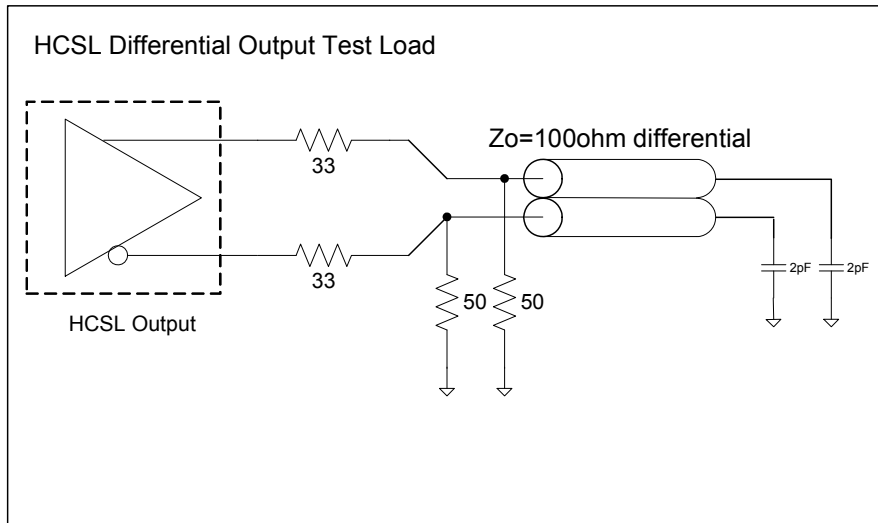 HCSL Differential Output Test Load
33
Zo=100ohm differential
33
50
50
2pF
2pF
HCSL Output